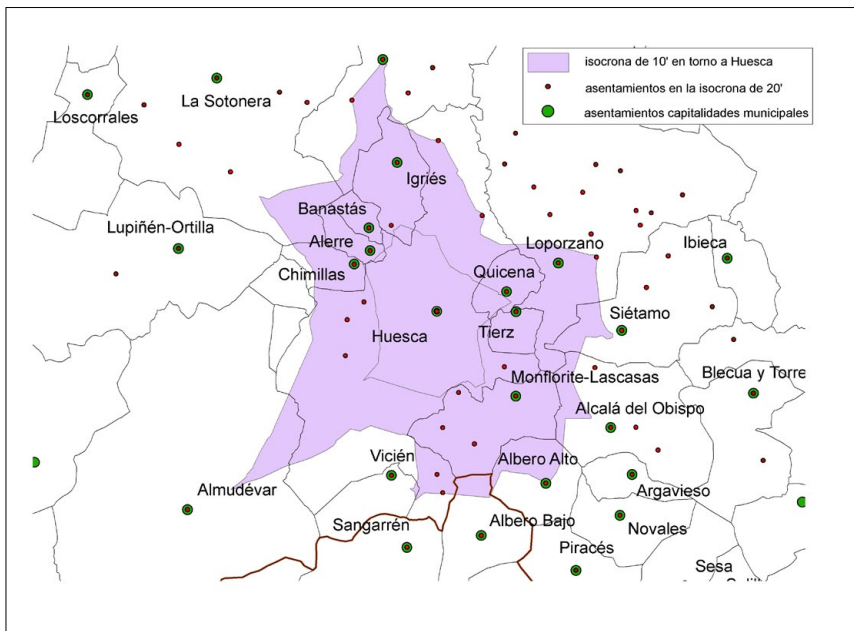 isocrona de 10' en torno a Huesca
asentamientos en la isocrona de 20'
asentamientos capitalidades municipales
La Sotonera
Loscorrales
Igriés
Banastás
Lupiñén-Ortilla
Alerre
Loporzano
Ibieca
Chimillas
Quicena
Siétamo
Huesca
Tierz
Monflorite-Lascasas
Blecua y Torre
Alcalá del Obispo
Vicién
Albero Alto
Almudévar
Argavieso
Sangarrén
Albero Bajo
Novales
Piracés
Sesa